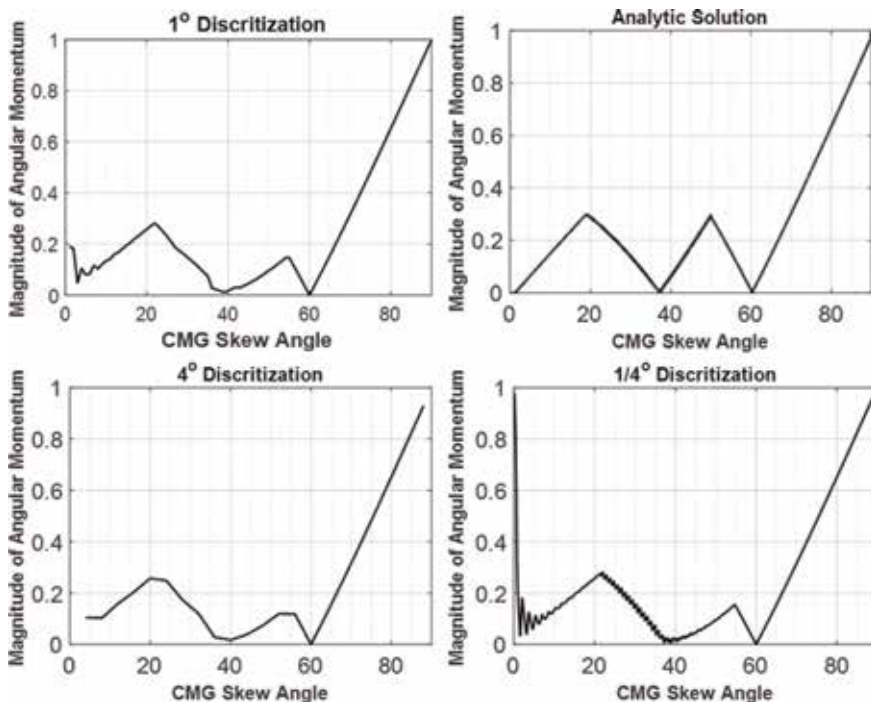 1° Discritization
Magnitude of Angular Momentum
1
0.8
0.6
0.4
0.2
0
0 20 40 60 80
CMG Skew Angle
Analytic Solution
Magnitude of Angular Momentum
1
0.8
0.6
0.4
0.2
0
0 20 40 60 80
CMG Skew Angle
4° Discritization
Magnitude of Angular Momentum
1
0.8
0.6
0.4
0.2
0
0 20 40 60 80
CMG Skew Angle
1/4° Discritization
Magnitude of Angular Momentum
1
0.8
0.6
0.4
0.2
0
0 20 40 60 80
CMG Skew Angle